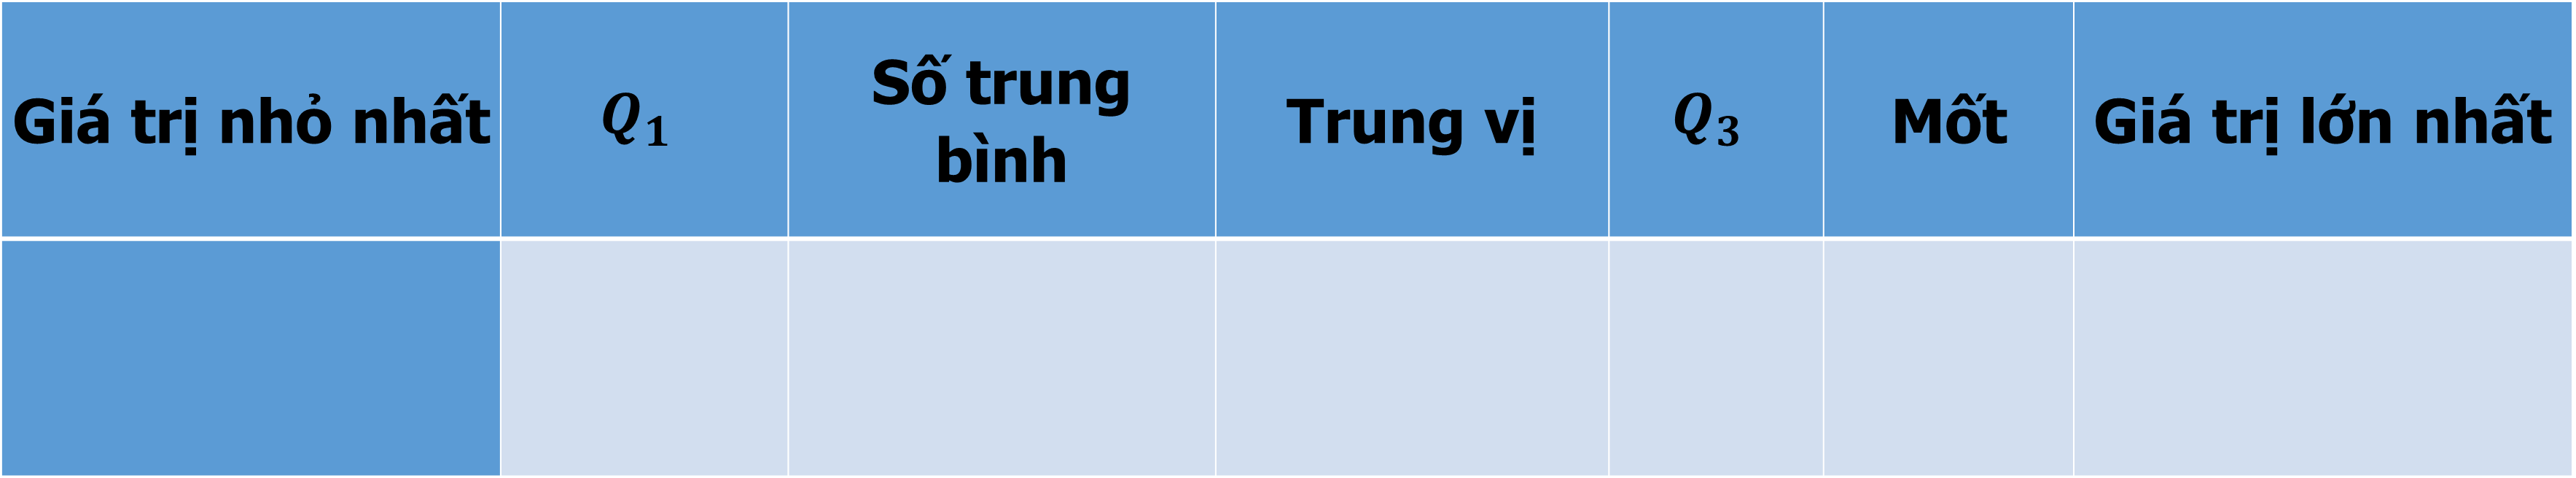 Giá trị nhỏ nhất
Q₁
Số trung
bình
Trung vị
Q₃
Mốt
Giá trị lớn nhất